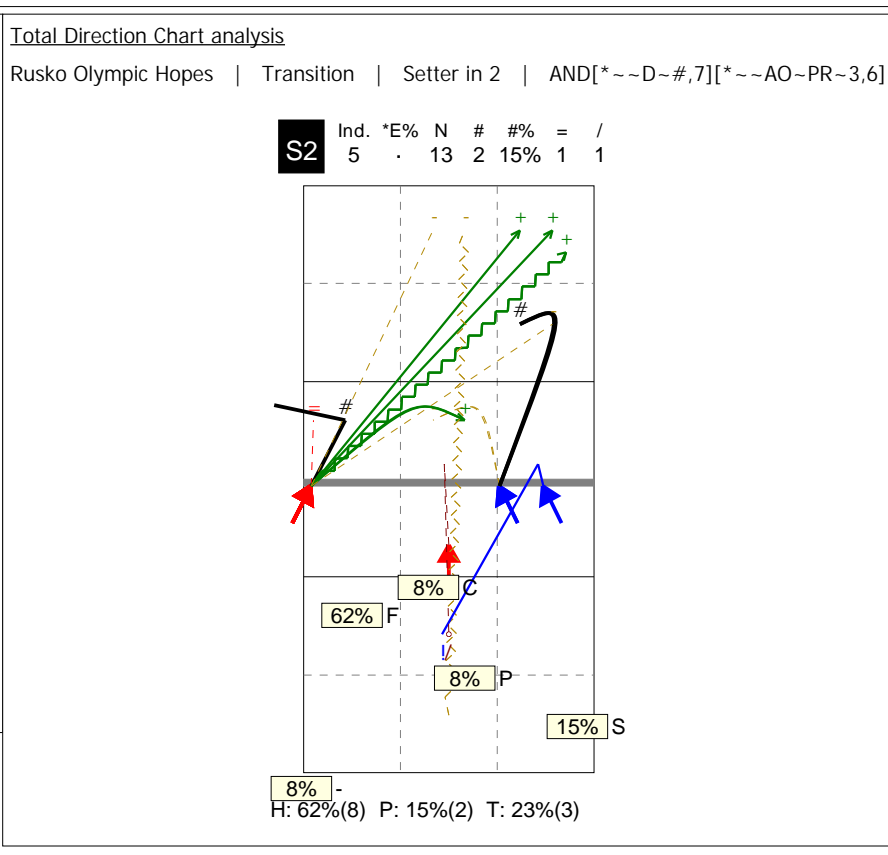 Total Direction Chart analysis
Rusko Olympic Hopes | Transition | Setter in 2 | AND[*~~D~#,7][*~~AO~PR~3,6]
Ind. *E% N # #% = /
S2 5 . 13 2 15% 1 1
- - + +
+
#
= # +
8% C
62% F
!
8% P
15% S
8% -
H: 62%(8) P: 15%(2) T: 23%(3)